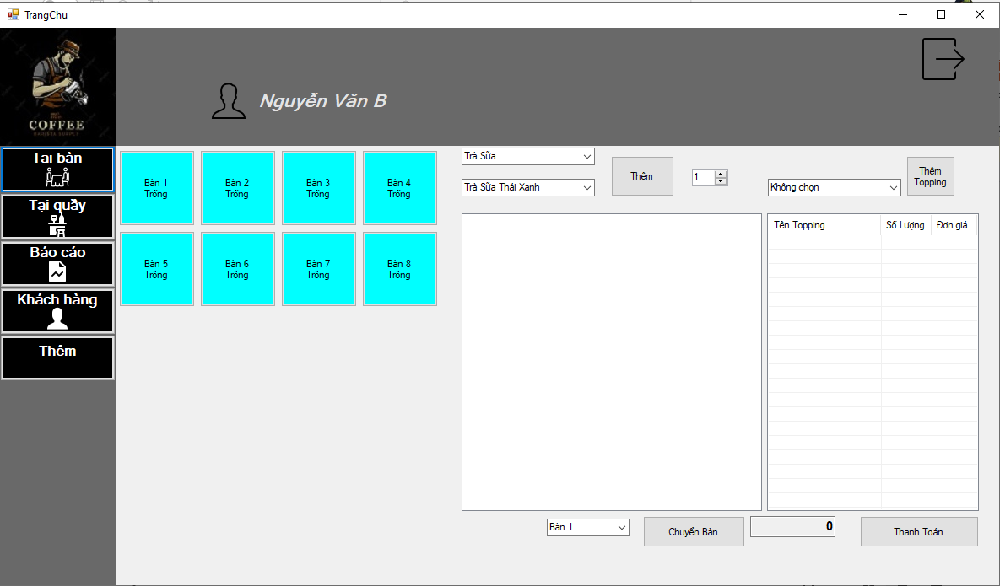 TrangChu
COFFEE
Nguyễn Văn B
Tại bàn
Tại quầy
Báo cáo
Khách hàng
Thêm
Bàn 1
Trống
Bàn 2
Trống
Bàn 3
Trống
Bàn 4
Trống
Bàn 5
Trống
Bàn 6
Trống
Bàn 7
Trống
Bàn 8
Trống
Trà Sữa
Trà Sữa Thái Xanh
Thêm
1
Không chọn
Thêm
Topping
Tên Topping Số Lượng Đơn giá
Bàn 1
Chuyển Bàn
0
Thanh Toán